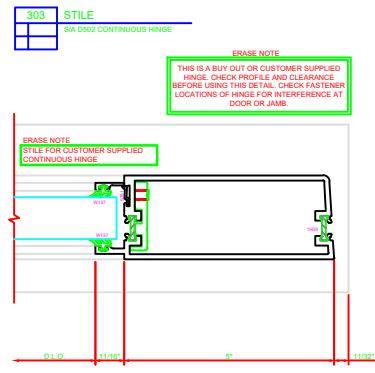 303 STILE
S/A D502 CONTINUOUS HINGE
ERASE NOTE
THIS IS A BUY OUT OR CUSTOMER SUPPLIED
HINGE. CHECK PROFILE AND CLEARANCE
BEFORE USING THIS DETAIL. CHECK FASTENER
LOCATIONS OF HINGE FOR INTERFERENCE AT
DOOR OR JAMB.
ERASE NOTE
STILE FOR CUSTOMER SUPPLIED
CONTINUOUS HINGE
W137
W137
D.L.O.
11/16"
5"
11/32"